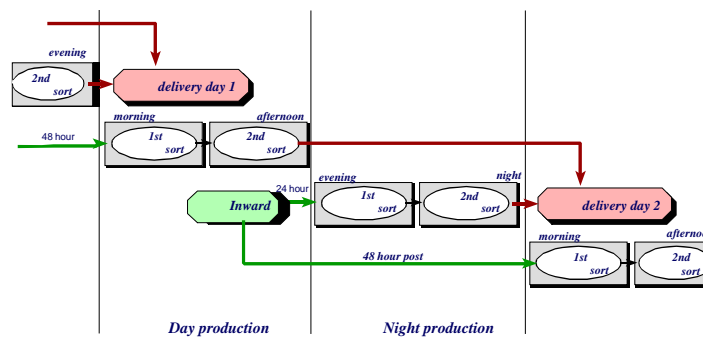 evening
2nd
sort
delivery day 1
morning
afternoon
48 hour
1st
sort
2nd
sort
24 hour
evening
night
Inward
1st
sort
2nd
sort
delivery day 2
morning
afternoo
48 hour post
1st
sort
2nd
sort
Day production
Night production